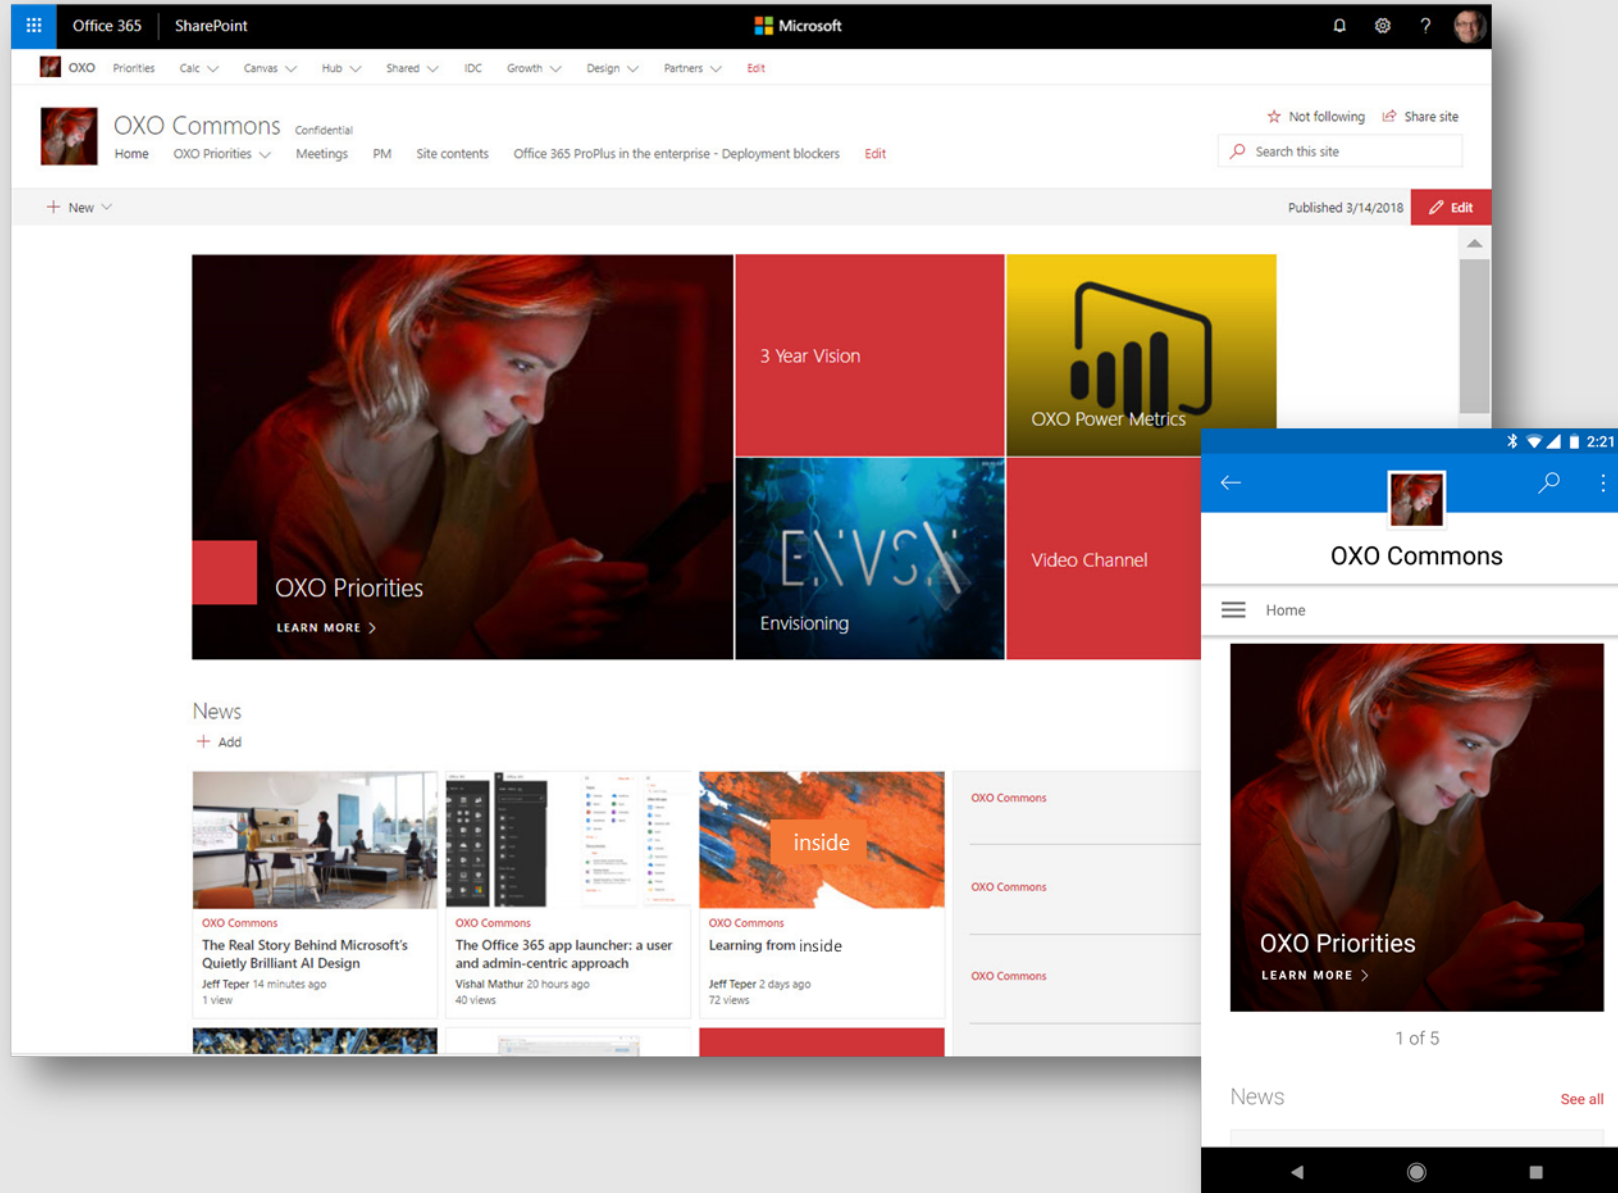 Office 365 SharePoint Microsoft
OXO Priorities Calc Canvas Hub Shared IDC Growth Design Partners Edit
OXO Commons Confidential
Not following Share site
Home OXO Priorities Meetings PM Site contents Office 365 ProPlus in the enterprise - Deployment blockers Edit
Search this site
+ New
Published 3/14/2018 Edit
OXO Priorities
LEARN MORE >
3 Year Vision
OXO Power Metrics
Envisioning
Video Channel
News
+ Add
inside
OXO Commons
The Real Story Behind Microsoft's
Quietly Brilliant AI Design
Jeff Teper 14 minutes ago
1 view
OXO Commons
The Office 365 app launcher: a user
and admin-centric approach
Vishal Mathur 20 hours ago
40 views
OXO Commons
Learning from inside
Jeff Teper 2 days ago
72 views
OXO Commons
OXO Commons
OXO Commons
2:21
OXO Commons
Home
OXO Priorities
LEARN MORE >
1 of 5
News See all